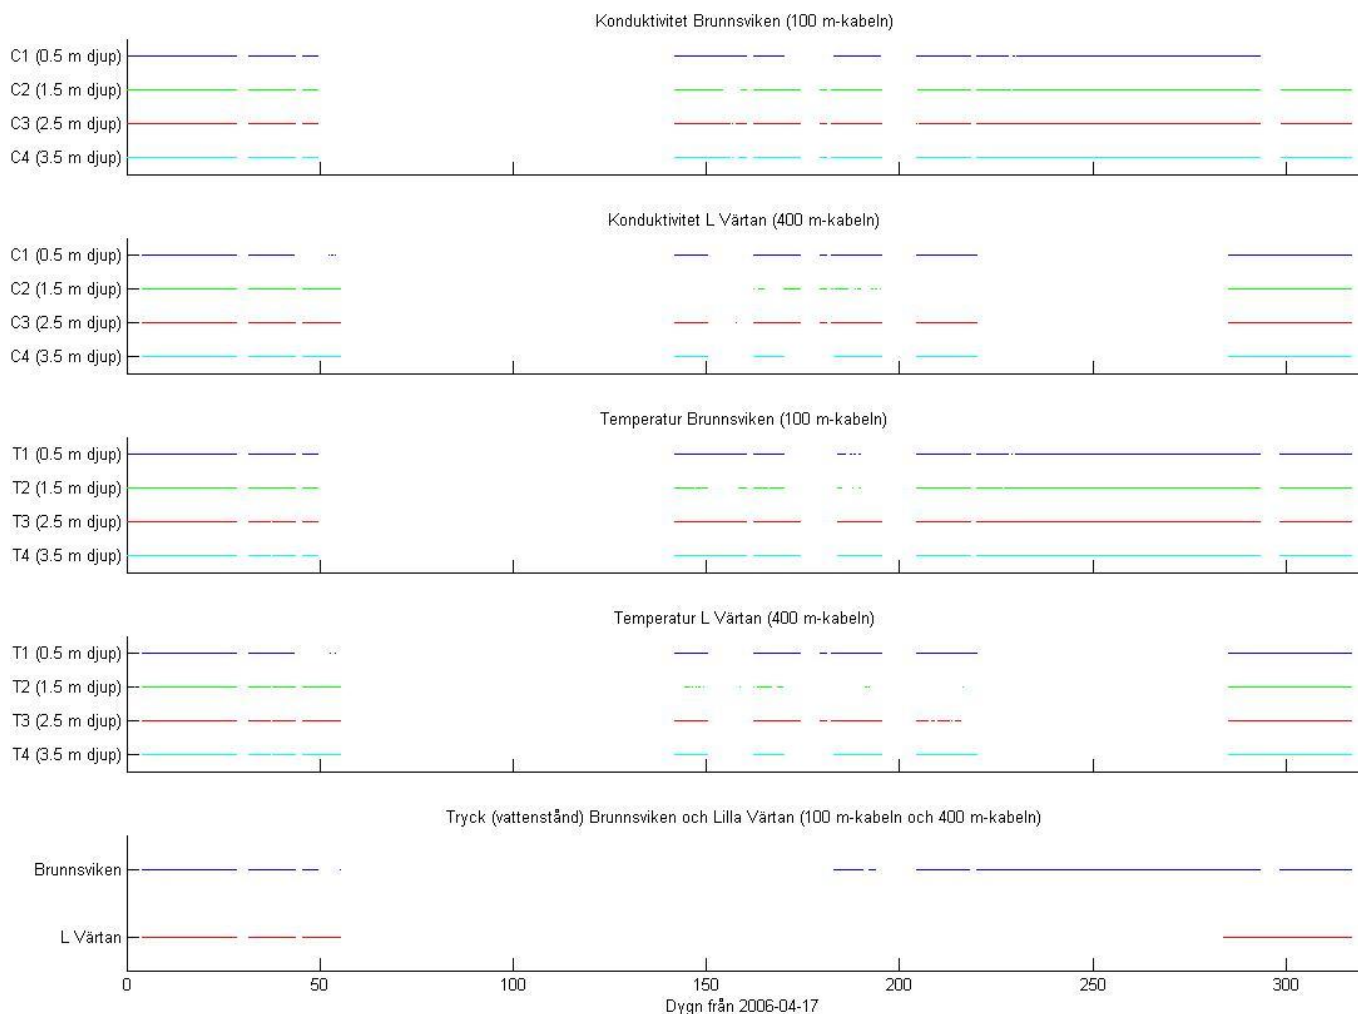 Konduktivitet Brunnsviken (100 m-kabeln)
C1 (0.5 m djup)
C2 (1.5 m djup)
C3 (2.5 m djup)
C4 (3.5 m djup)
Konduktivitet L Värtan (400 m-kabeln)
C1 (0.5 m djup)
C2 (1.5 m djup)
C3 (2.5 m djup)
C4 (3.5 m djup)
Temperatur Brunnsviken (100 m-kabeln)
T1 (0.5 m djup)
T2 (1.5 m djup)
T3 (2.5 m djup)
T4 (3.5 m djup)
Temperatur L Värtan (400 m-kabeln)
T1 (0.5 m djup)
T2 (1.5 m djup)
T3 (2.5 m djup)
T4 (3.5 m djup)
Tryck (vattenstånd) Brunnsviken och Lilla Värtan (100 m-kabeln och 400 m-kabeln)
Brunnsviken
L Värtan
0 50 100 150 200 250 300
Dygn från 2006-04-17